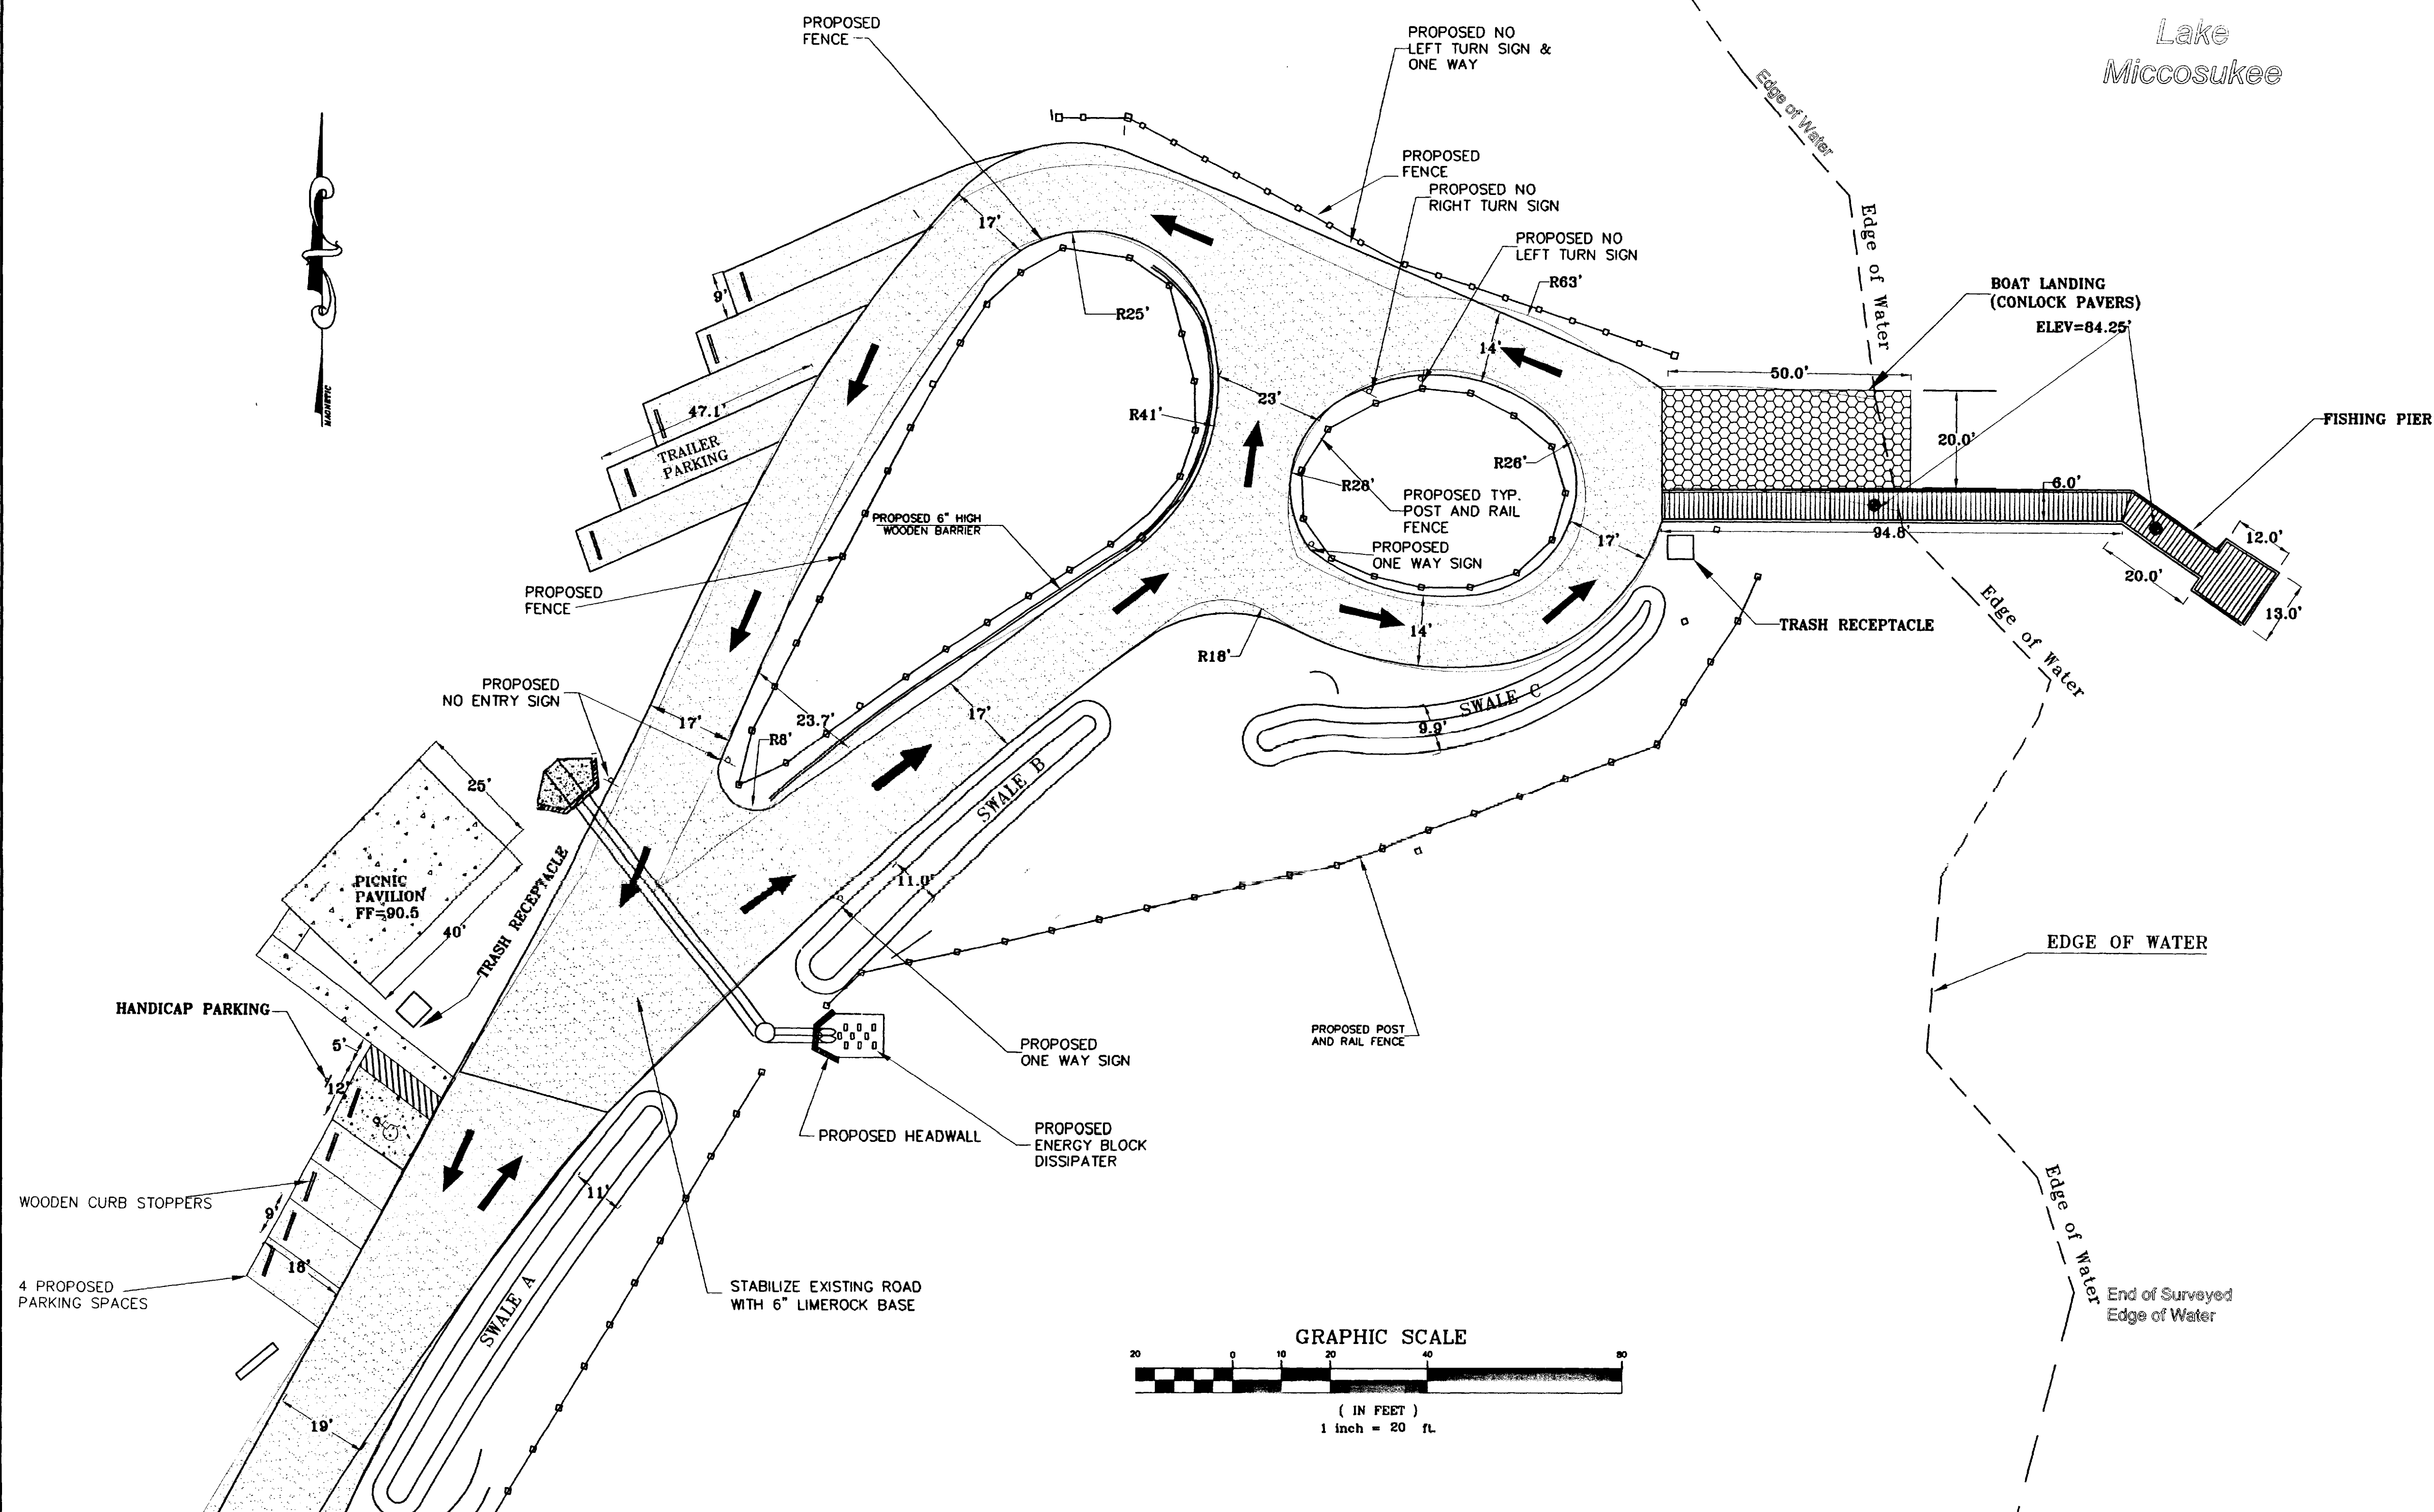 Lake
Miccosukee
PROPOSED
FENCE
PROPOSED NO
LEFT TURN SIGN &
ONE WAY
Edge of Water
PROPOSED
FENCE
PROPOSED NO
RIGHT TURN SIGN
PROPOSED NO
LEFT TURN SIGN
Edge of Water
MAGNETIC
17'
9'
R25'
R63'
14'
BOAT LANDING
(CONLOCK PAVERS)
ELEV=84.25'
50.0'
20.0'
FISHING PIER
47.1'
TRAILER
PARKING
R41'
23'
R26'
R28'
PROPOSED TYP.
POST AND RAIL
FENCE
PROPOSED
ONE WAY SIGN
17'
6.0'
94.8'
12.0'
20.0'
13.0'
PROPOSED 6" HIGH
WOODEN BARRIER
PROPOSED
FENCE
14'
R18'
TRASH RECEPTACLE
Edge of Water
PROPOSED
NO ENTRY SIGN
17'
23.7'
R8'
17'
SWALE C
9.9'
SWALE B
11.0'
25'
PICNIC
PAVILION
FF=90.5
40'
TRASH RECEPTACLE
EDGE OF WATER
HANDICAP PARKING
5'
12'
PROPOSED
ONE WAY SIGN
PROPOSED POST
AND RAIL FENCE
PROPOSED HEADWALL
PROPOSED
ENERGY BLOCK
DISSIPATER
WOODEN CURB STOPPERS
9'
18'
11'
4 PROPOSED
PARKING SPACES
SWALE A
STABILIZE EXISTING ROAD
WITH 6" LIMEROCK BASE
19'
Edge of Water
End of Surveyed
Edge of Water
GRAPHIC SCALE
20 0 10 20 40 80
( IN FEET )
1 inch = 20 ft.